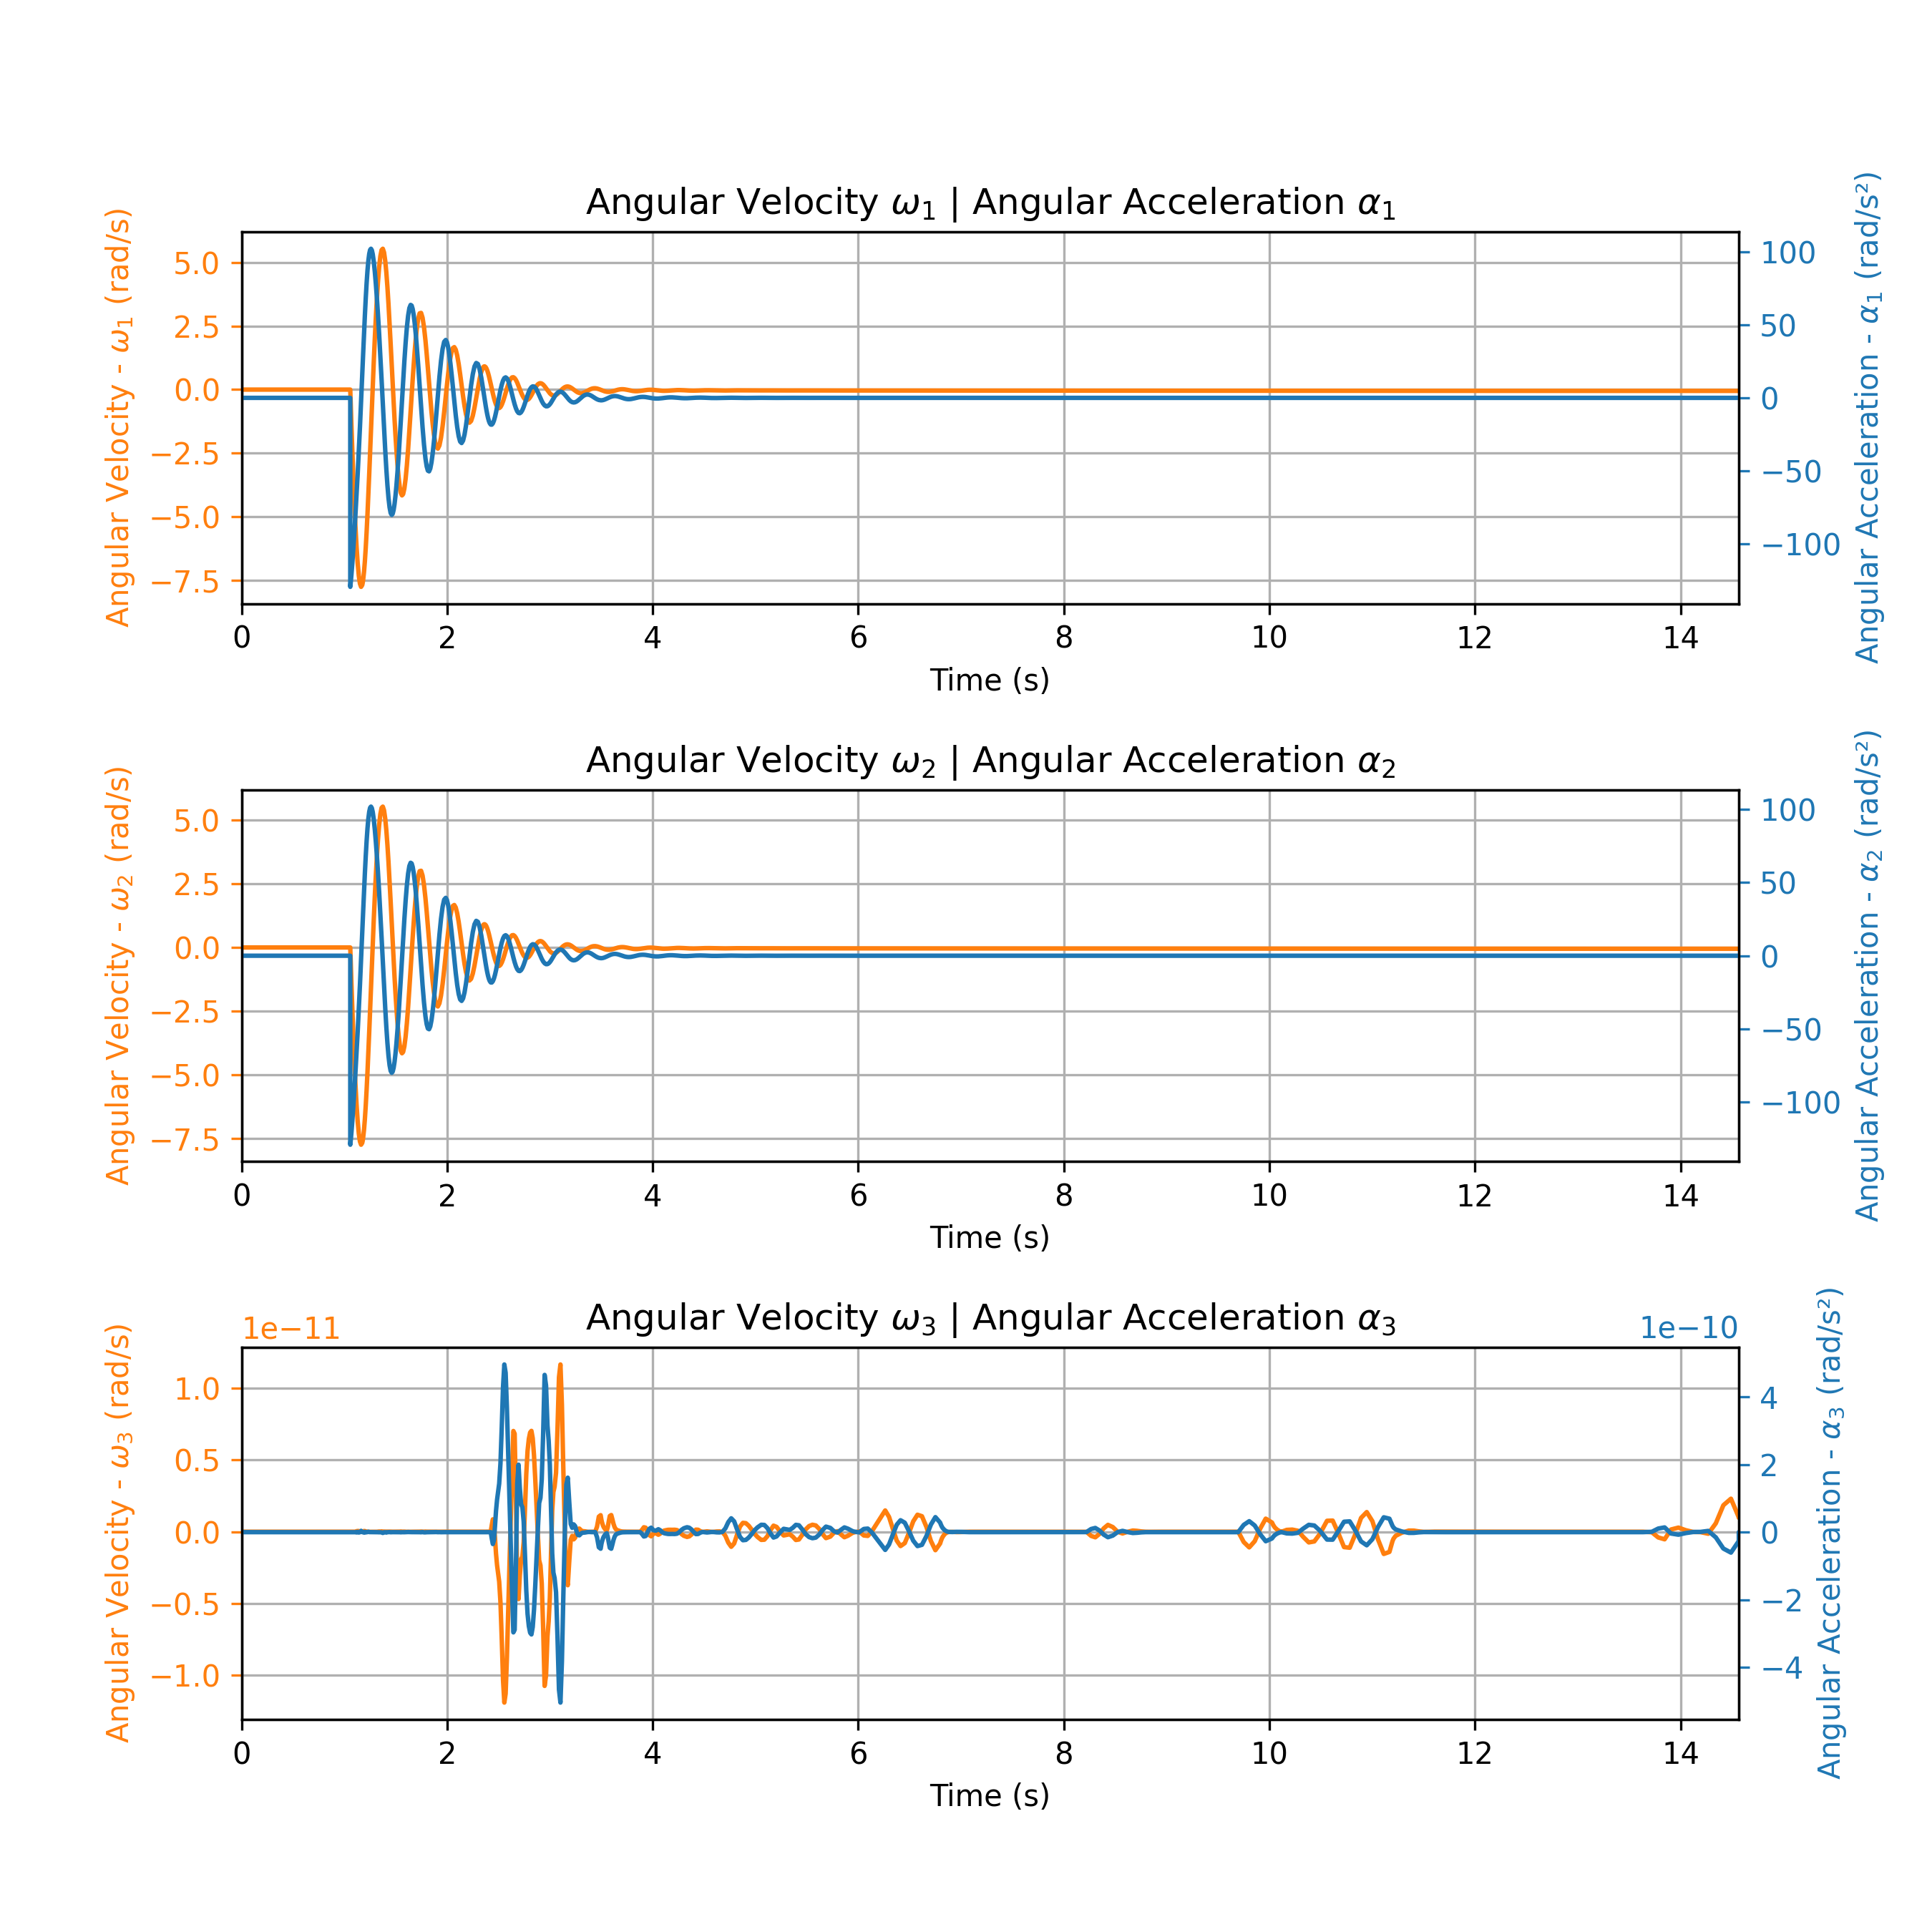 Angular Velocity ω₁ | Angular Acceleration α₁
Angular Velocity - ω₁ (rad/s)
5.0
2.5
0.0
−2.5
−5.0
−7.5
100
50
0
−50
−100
Angular Acceleration - α₁ (rad/s²)
0 2 4 6 8 10 12 14
Time (s)
Angular Velocity ω₂ | Angular Acceleration α₂
Angular Velocity - ω₂ (rad/s)
5.0
2.5
0.0
−2.5
−5.0
−7.5
100
50
0
−50
−100
Angular Acceleration - α₂ (rad/s²)
0 2 4 6 8 10 12 14
Time (s)
Angular Velocity ω₃ | Angular Acceleration α₃
1e−11
1e−10
Angular Velocity - ω₃ (rad/s)
1.0
0.5
0.0
−0.5
−1.0
4
2
0
−2
−4
Angular Acceleration - α₃ (rad/s²)
0 2 4 6 8 10 12 14
Time (s)